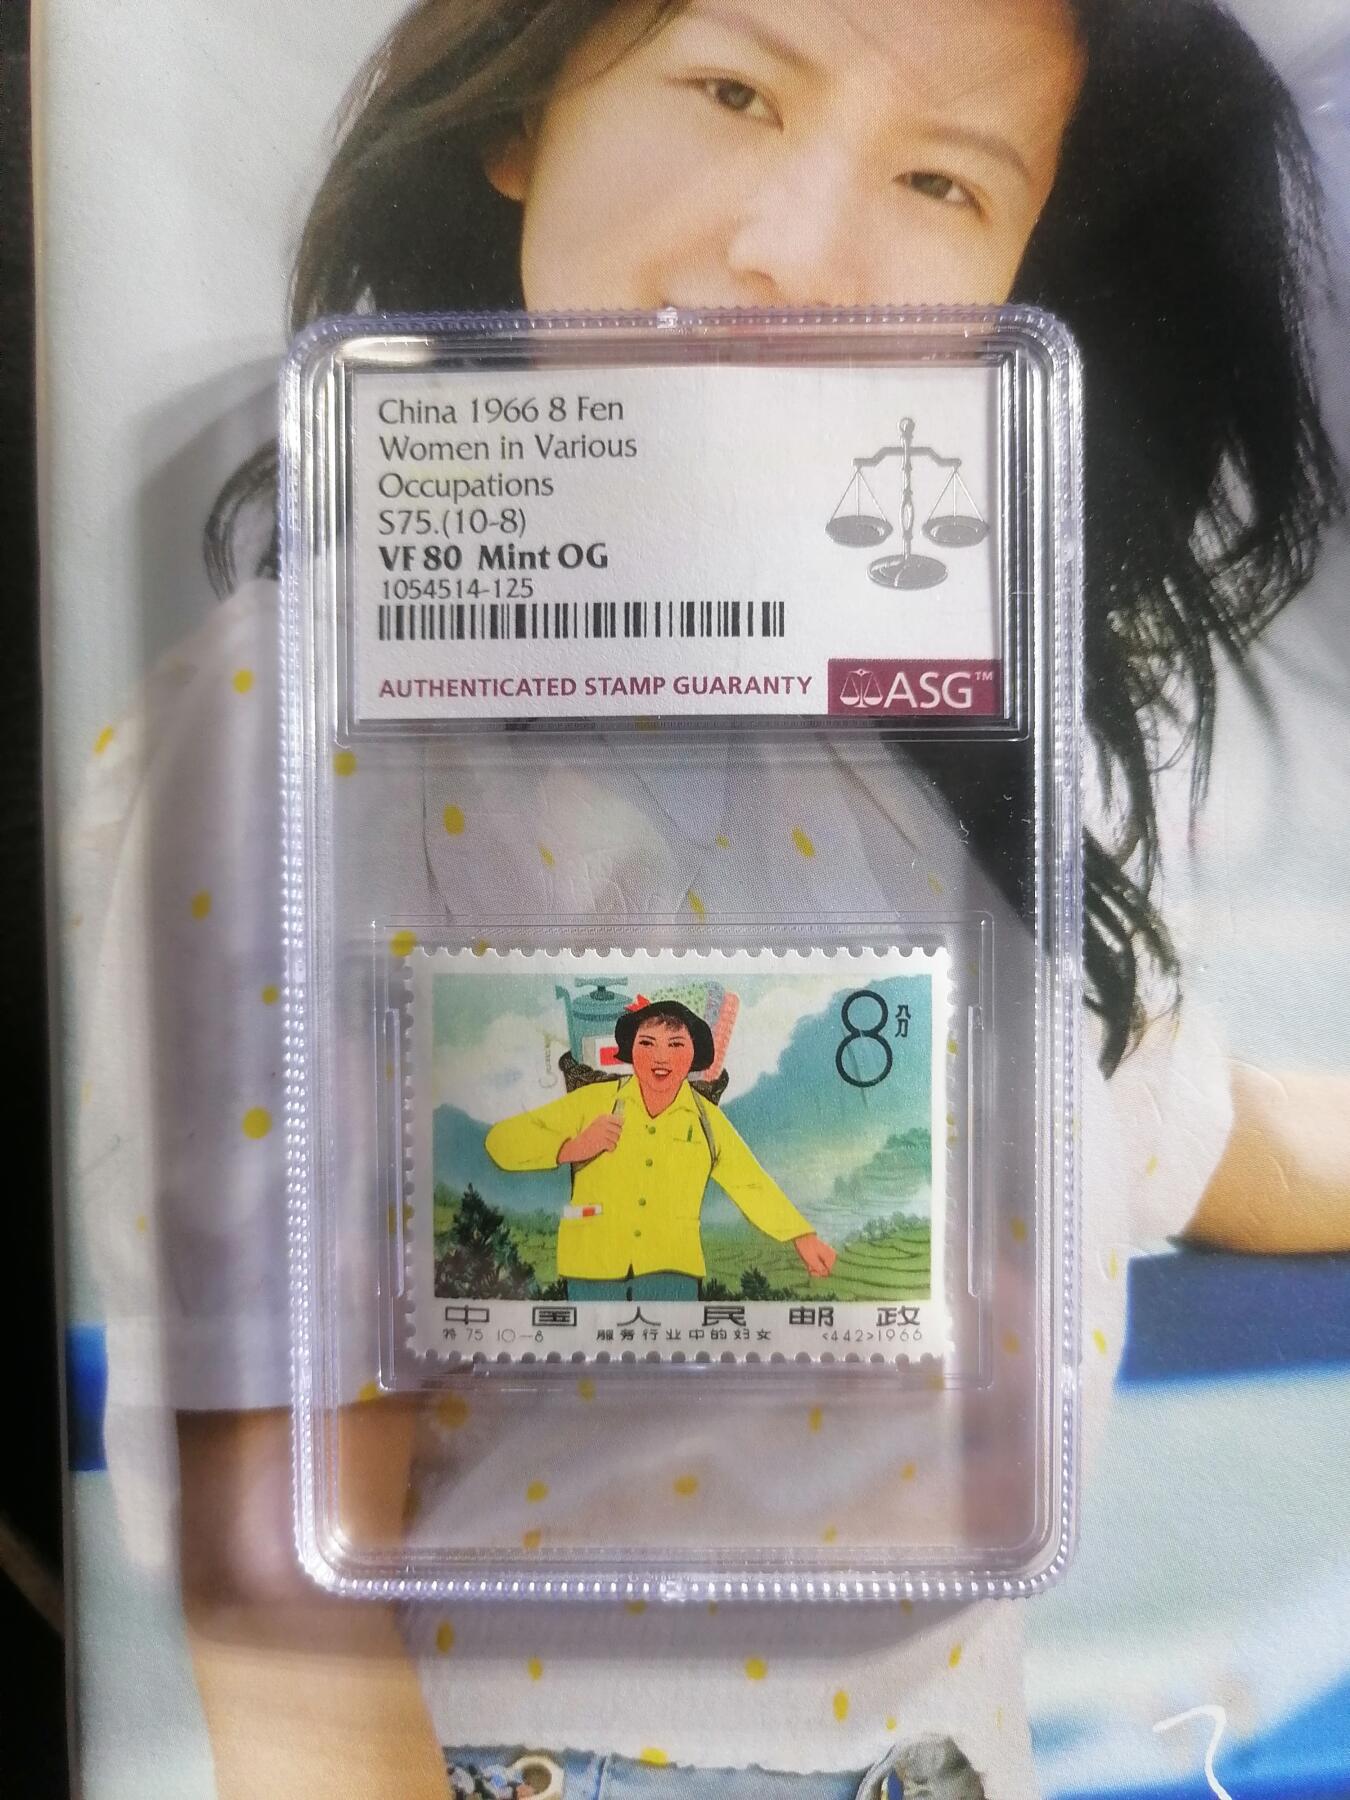 China 1966 8 Fen
Women in Various
Occupations
S75.(10-8)
VF 80 Mint OG
1054514-125
AUTHENTICATED STAMP GUARANTY
ASG™
8 八分
中国人民邮政
特 75 10-8 服务行业中的妇女 <442>1966